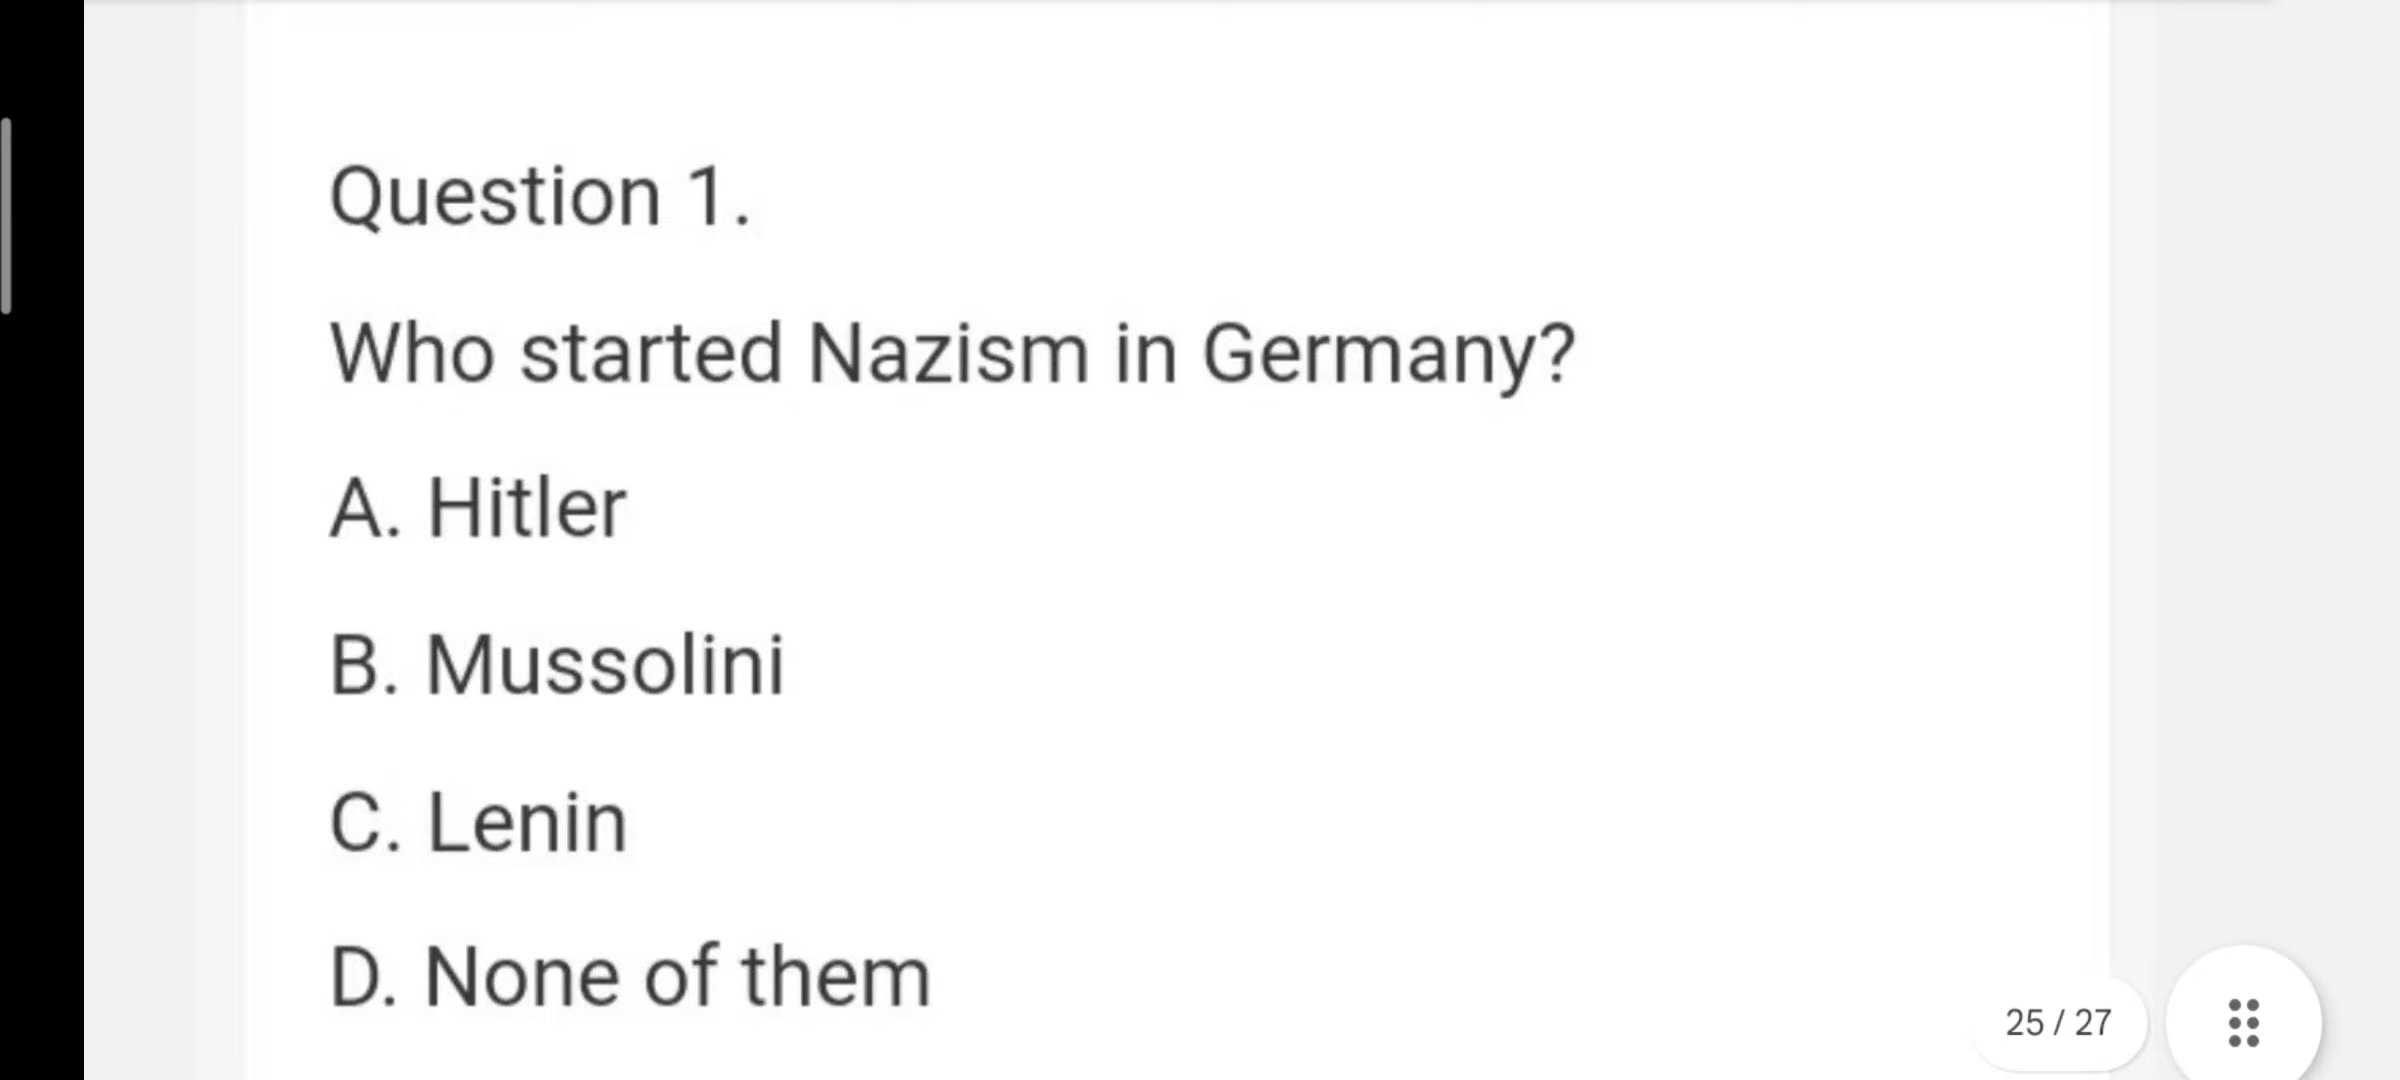 Question 1.
Who started Nazism in Germany?
A. Hitler
B. Mussolini
C. Lenin
D. None of them
25 / 27